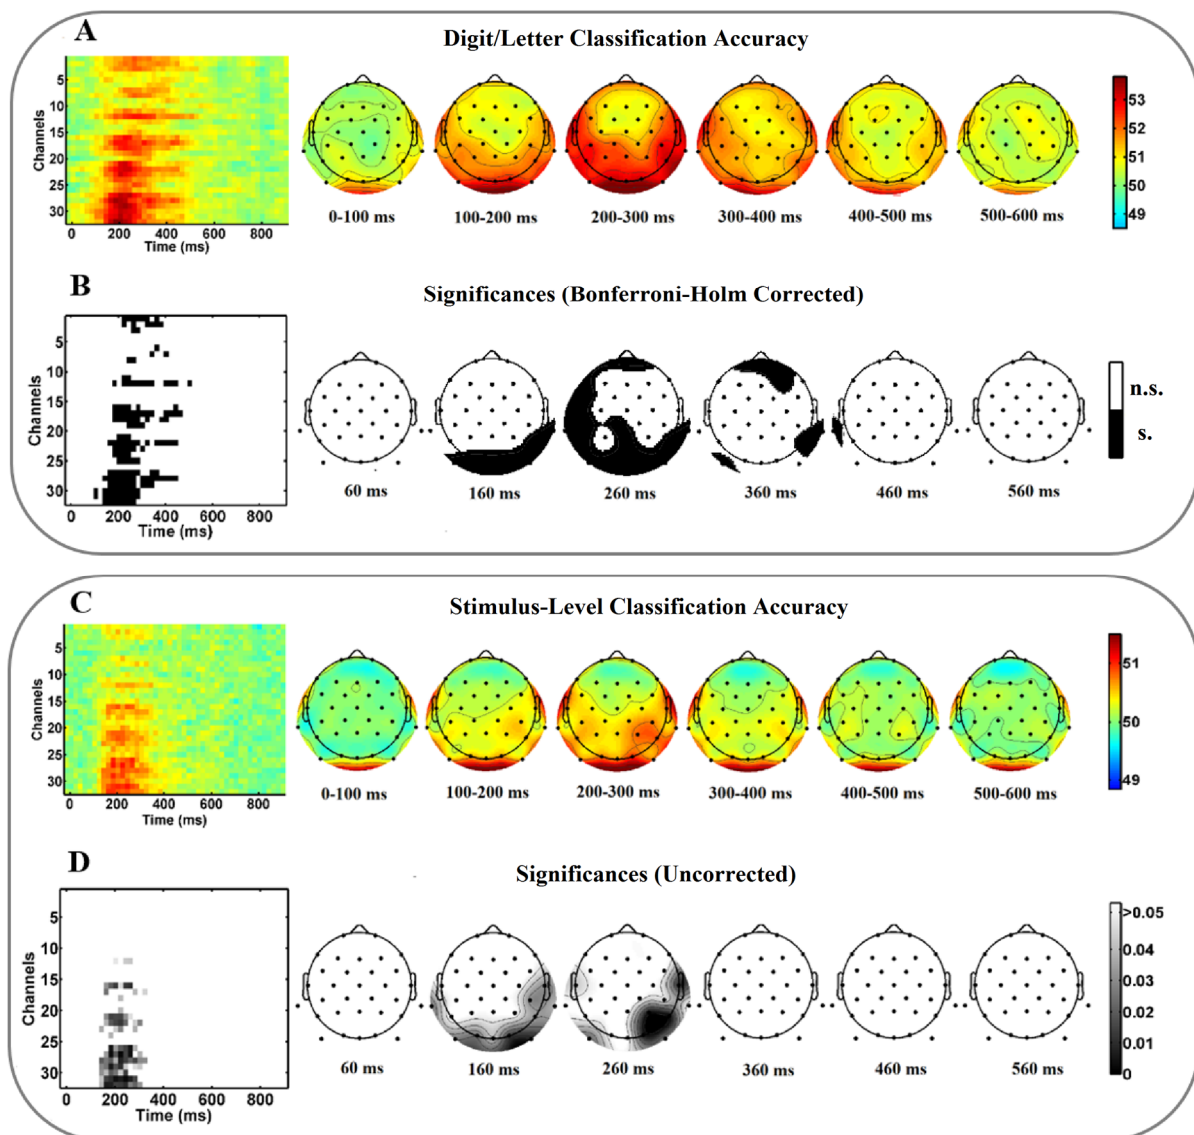 A
Digit/Letter Classification Accuracy
Channels
5
10
15
20
25
30
0 200 400 600 800
Time (ms)
0-100 ms 100-200 ms 200-300 ms 300-400 ms 400-500 ms 500-600 ms
53
52
51
50
49
B
Significances (Bonferroni-Holm Corrected)
Channels
5
10
15
20
25
30
0 200 400 600 800
Time (ms)
60 ms 160 ms 260 ms 360 ms 460 ms 560 ms
n.s.
s.
C
Stimulus-Level Classification Accuracy
Channels
5
10
15
20
25
30
0 200 400 600 800
Time (ms)
0-100 ms 100-200 ms 200-300 ms 300-400 ms 400-500 ms 500-600 ms
51
50
49
D
Significances (Uncorrected)
Channels
5
10
15
20
25
30
0 200 400 600 800
Time (ms)
60 ms 160 ms 260 ms 360 ms 460 ms 560 ms
>0.05
0.04
0.03
0.02
0.01
0